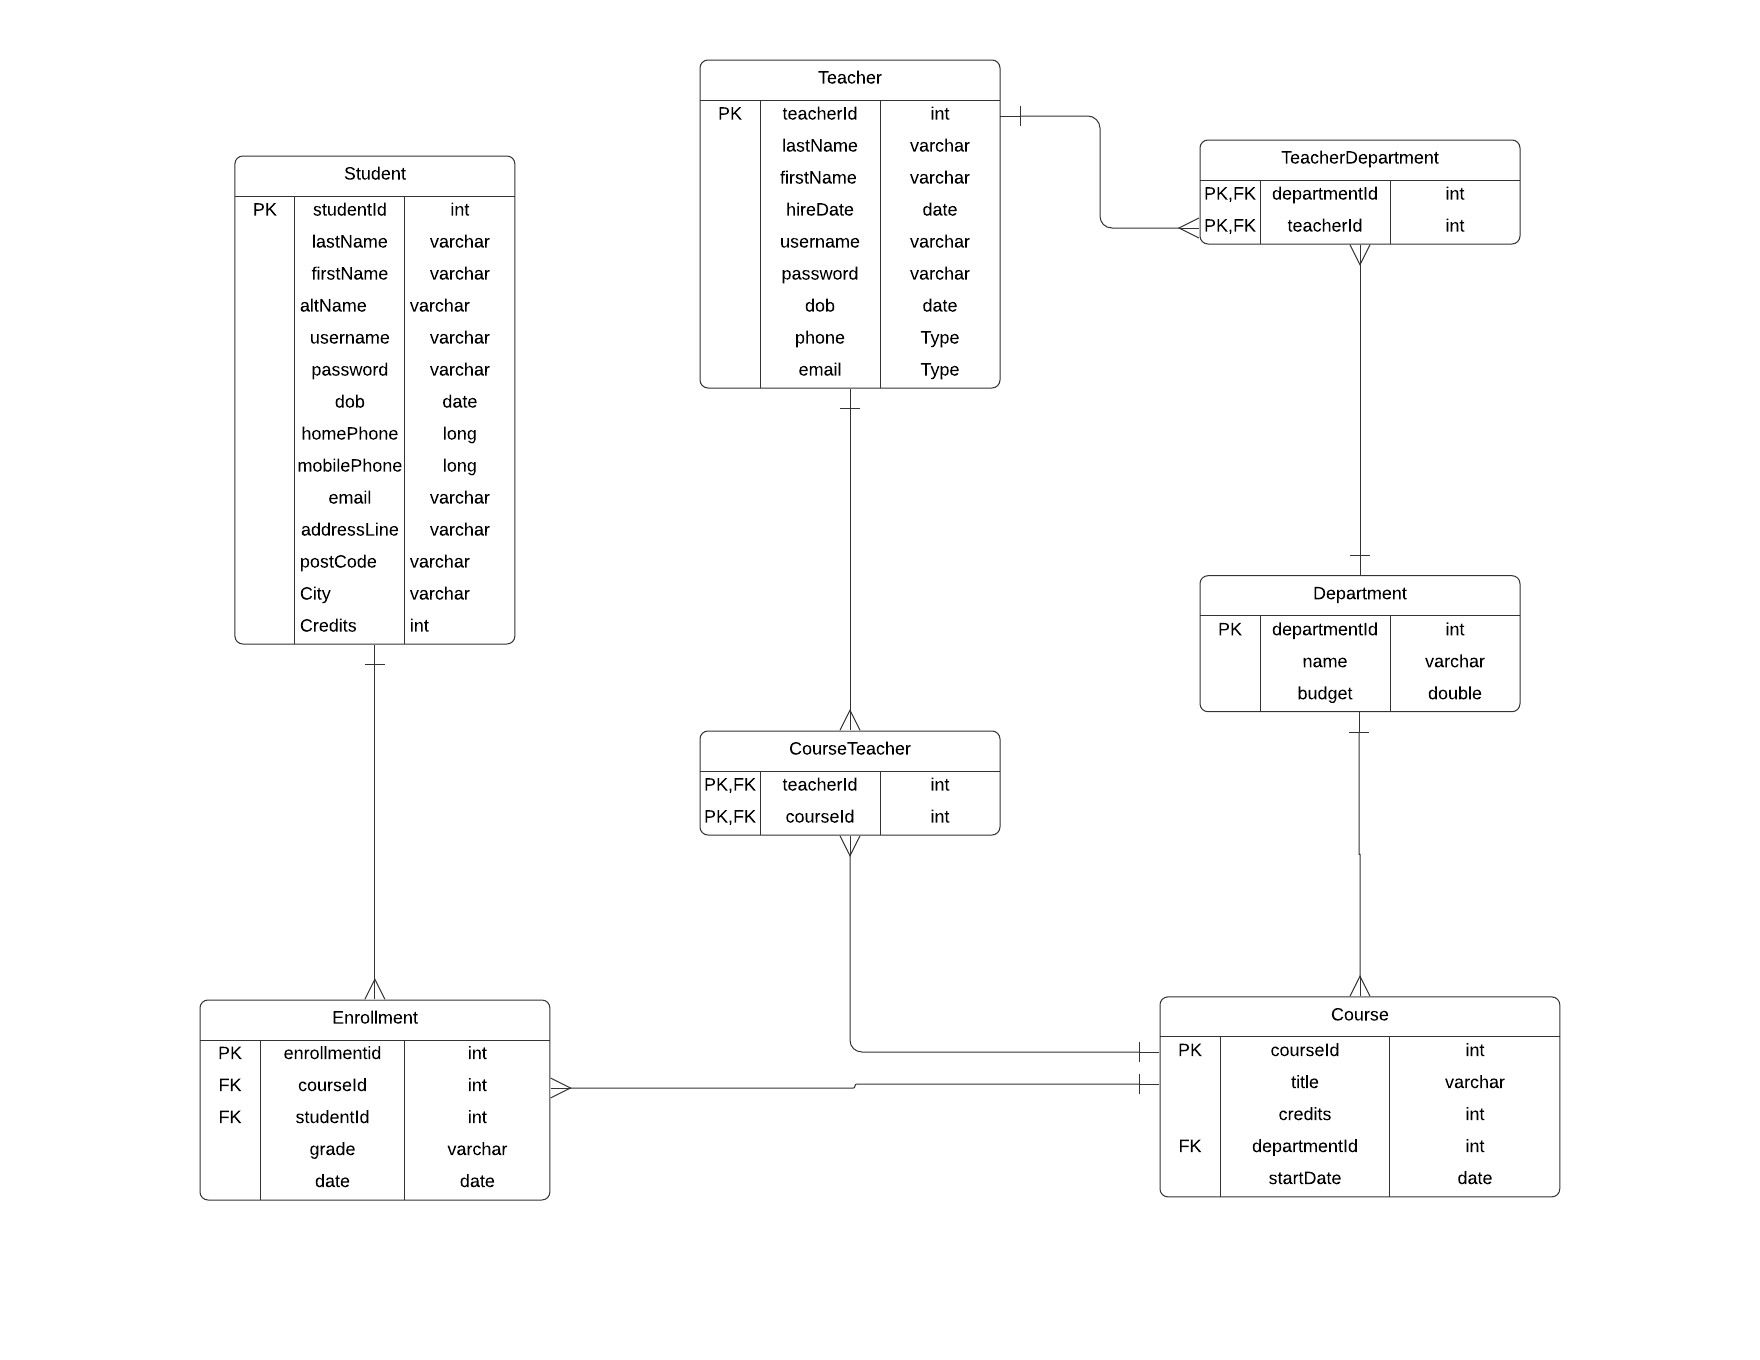 Teacher
PK teacherId int
lastName varchar
firstName varchar
hireDate date
username varchar
password varchar
dob date
phone Type
email Type
TeacherDepartment
PK,FK departmentId int
PK,FK teacherId int
Student
PK studentId int
lastName varchar
firstName varchar
altName varchar
username varchar
password varchar
dob date
homePhone long
mobilePhone long
email varchar
addressLine varchar
postCode varchar
City varchar
Credits int
Department
PK departmentId int
name varchar
budget double
CourseTeacher
PK,FK teacherId int
PK,FK courseId int
Enrollment
PK enrollmentid int
FK courseId int
FK studentId int
grade varchar
date date
Course
PK courseId int
title varchar
credits int
FK departmentId int
startDate date